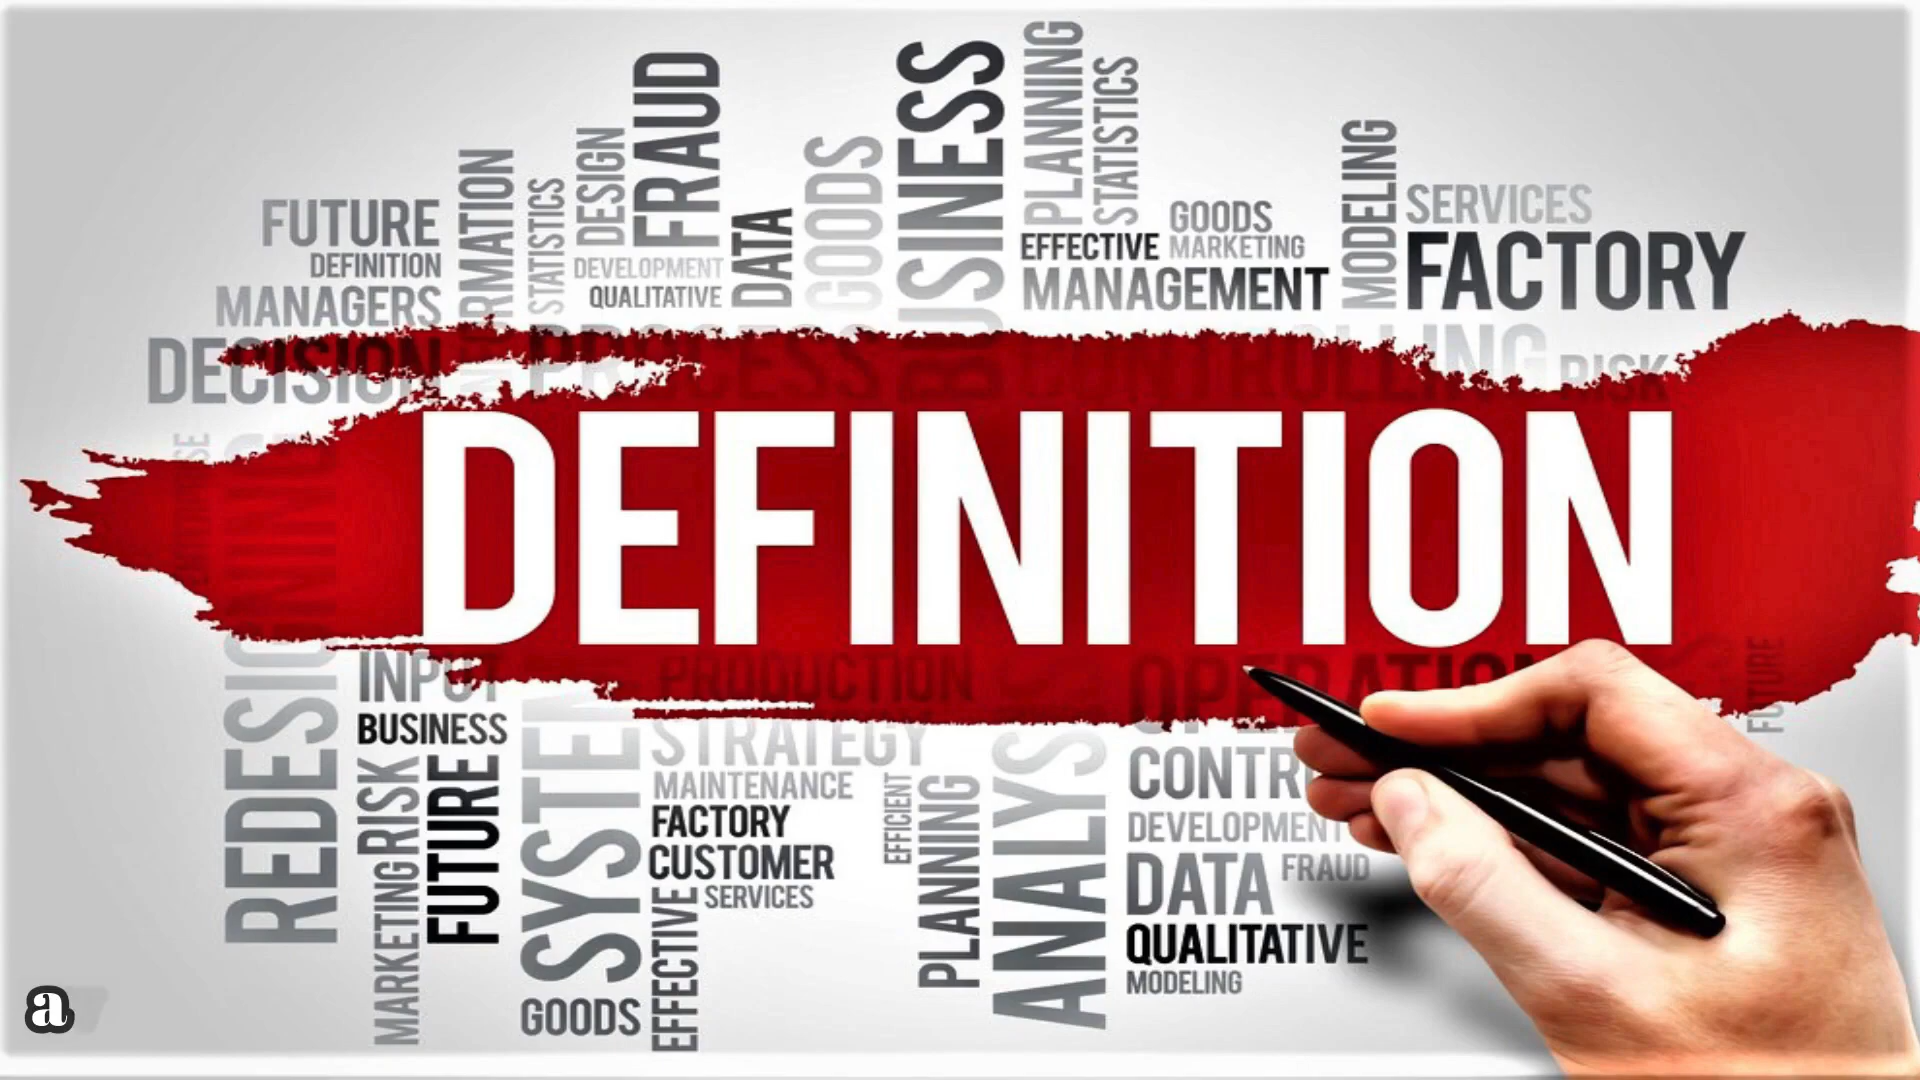 PLANNING
BUSINESS
FRAUD
STATISTICS
MODELING
DESIGN
GOODS
STATISTICS
DATA
FUTURE
DEFINITION
MANAGERS
DECISION
DEVELOPMENT
QUALITATIVE
GOODS
EFFECTIVE MARKETING
MANAGEMENT
SERVICES
FACTORY
PROCESS
CONTROLLING
RISK
DEFINITION
INPUT
BUSINESS
RISK
MARKETING
FUTURE
PRODUCTION
STRATEGY
MAINTENANCE
FACTORY
CUSTOMER
SERVICES
EFFECTIVE
GOODS
EFFICIENT
PLANNING
FUTURE
DEVELOPMENT
DATA FRAUD
QUALITATIVE
MODELING
a